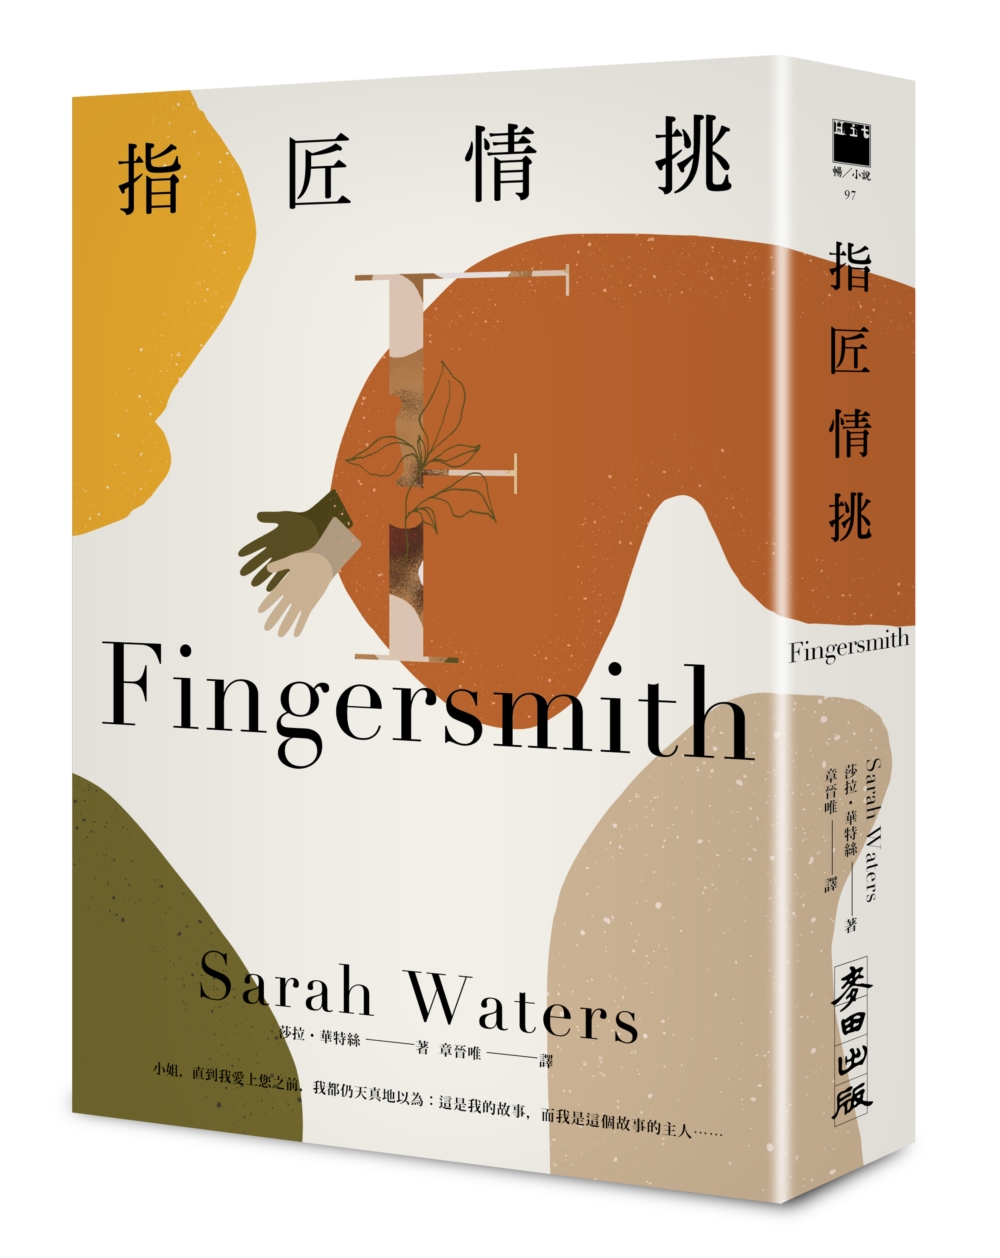 指匠情挑
Fingersmith
Sarah Waters
莎拉・華特絲——著 章晉唯——譯
小姐，直到我愛上您之前，我都仍天真地以為：這是我的故事，而我是這個故事的主人……
Hit
暢／小說
97
指匠情挑
Fingersmith
Sarah Waters
莎拉・華特絲——著
章晉唯——譯
麥田出版